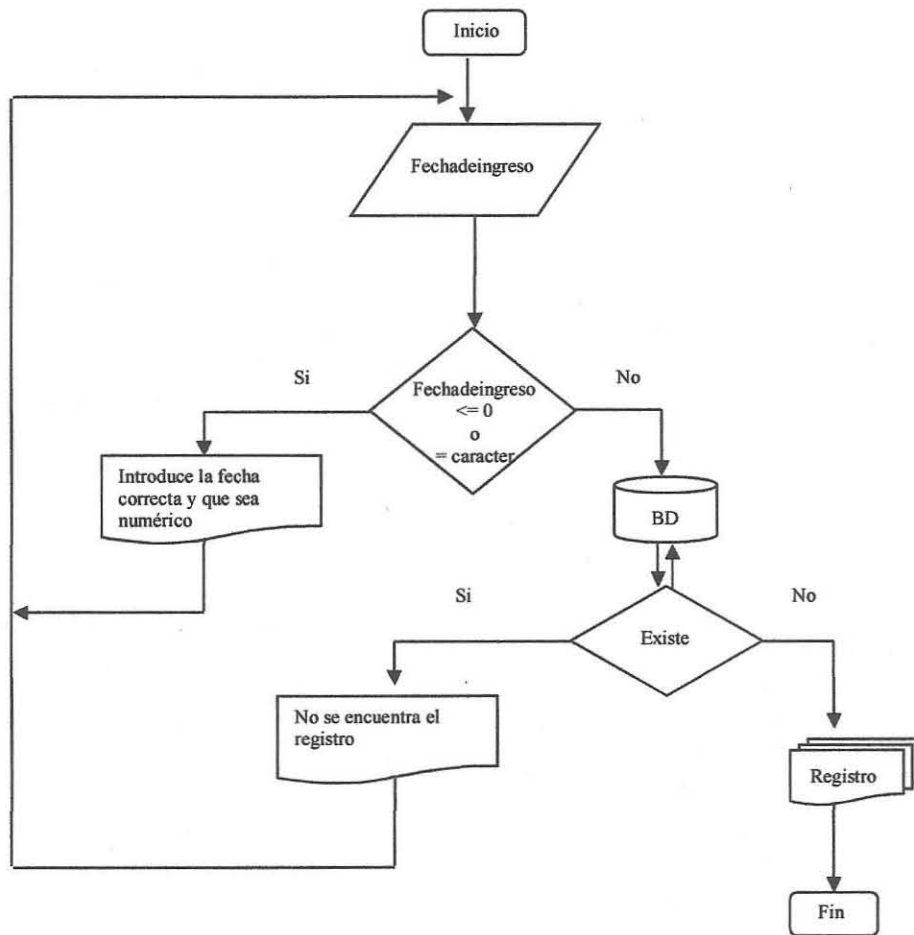 Inicio
Fechadeingreso
Si
No
Fechadeingreso
<= 0
o
= caracter
Introduce la fecha
correcta y que sea
numérico
BD
Si
No
Existe
No se encuentra el
registro
Registro
Fin